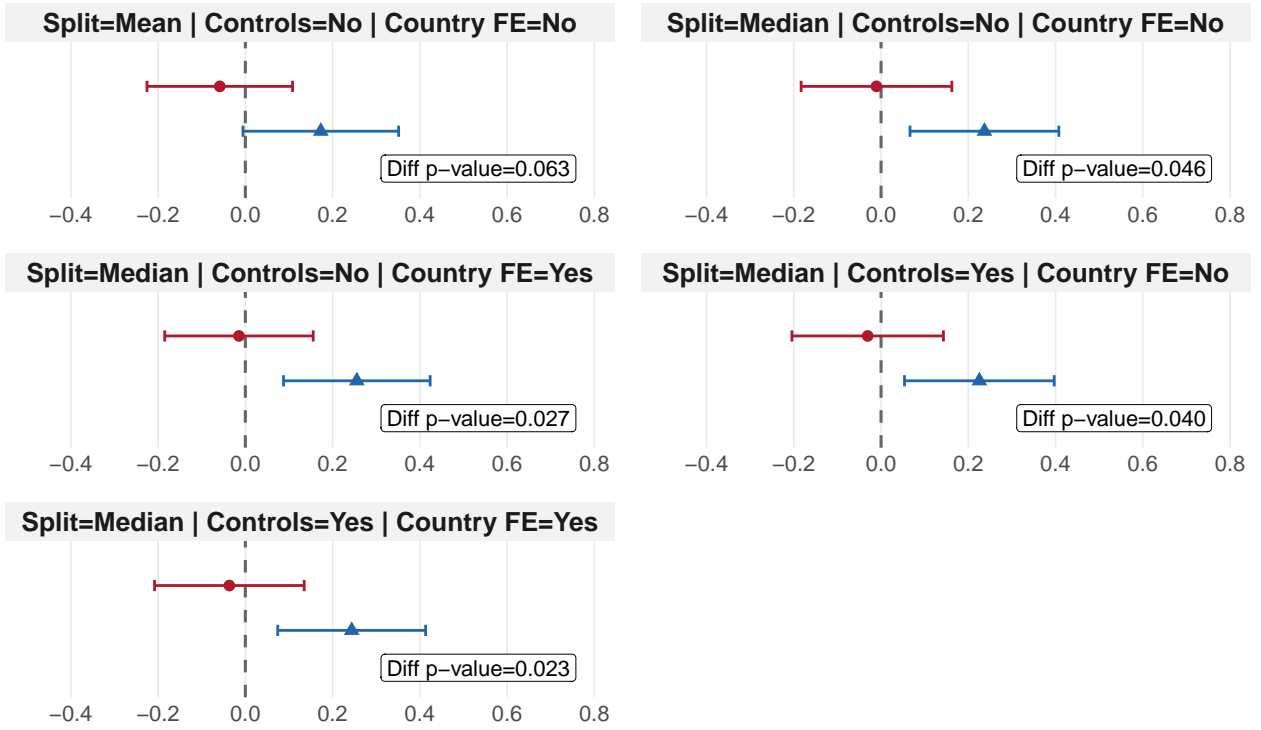 Split=Mean | Controls=No | Country FE=No
Diff p−value=0.063
−0.4 −0.2 0.0 0.2 0.4 0.6 0.8
Split=Median | Controls=No | Country FE=No
Diff p−value=0.046
−0.4 −0.2 0.0 0.2 0.4 0.6 0.8
Split=Median | Controls=No | Country FE=Yes
Diff p−value=0.027
−0.4 −0.2 0.0 0.2 0.4 0.6 0.8
Split=Median | Controls=Yes | Country FE=No
Diff p−value=0.040
−0.4 −0.2 0.0 0.2 0.4 0.6 0.8
Split=Median | Controls=Yes | Country FE=Yes
Diff p−value=0.023
−0.4 −0.2 0.0 0.2 0.4 0.6 0.8